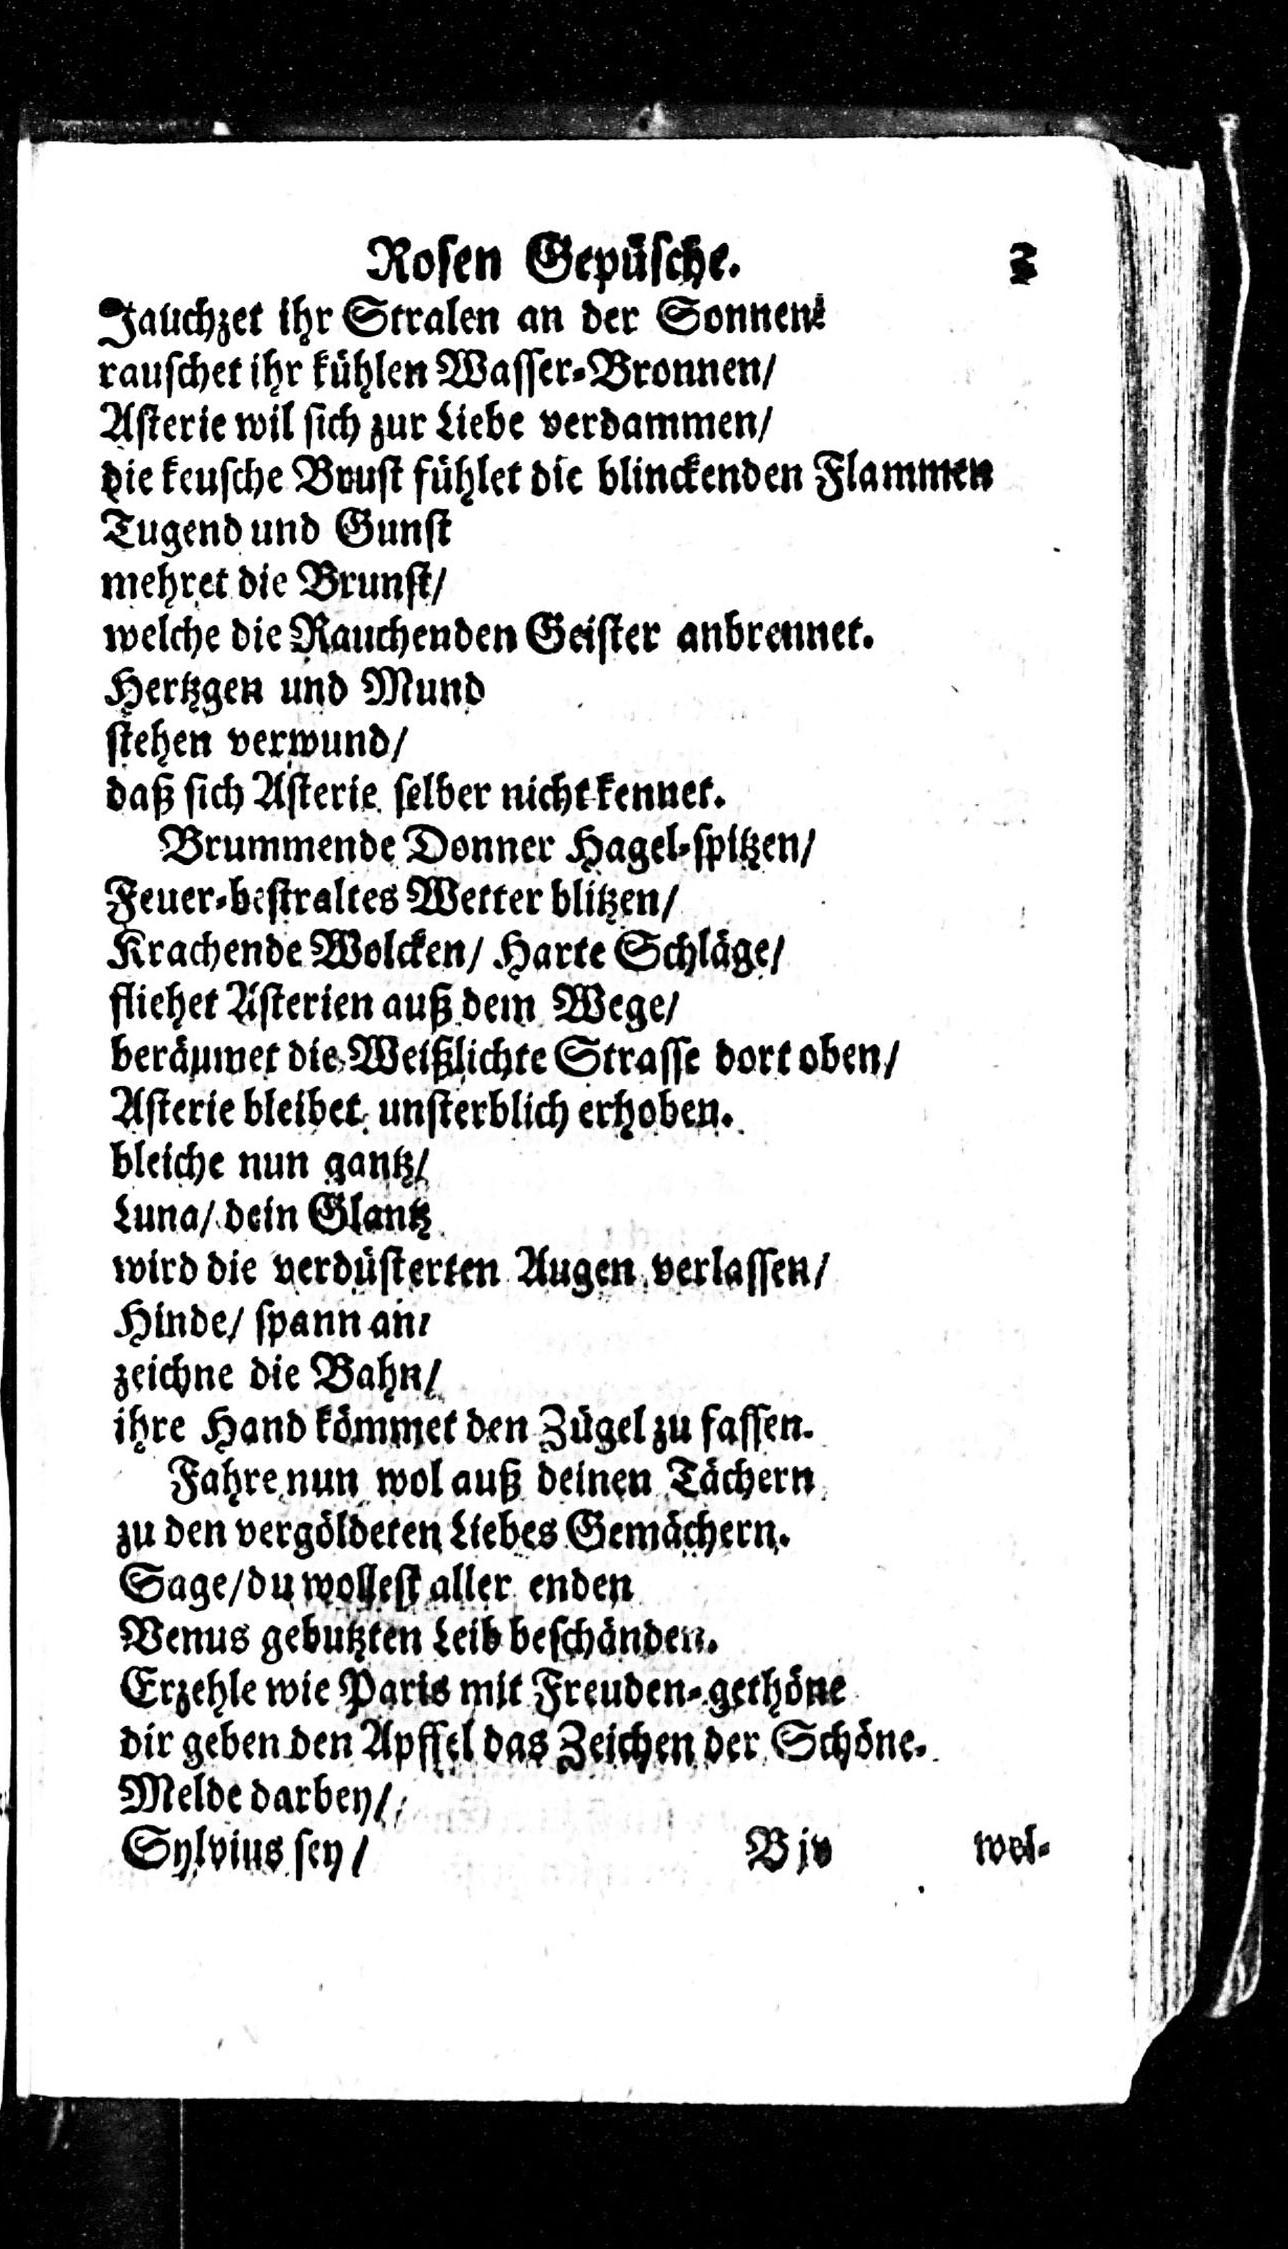 Rosen Gepüsche. 3
Jauchzet ihr Stralen an der Sonnen/
rauschet ihr kühlen Wasser-Bronnen/
Asterie wil sich zur Liebe verdammen/
die keusche Brust fühlet die blinckenden Flammen
Tugend und Gunst
mehret die Brunst/
welche die Rauchenden Geister anbrennet.
Hertzgen und Mund
stehen verwund/
daß sich Asterie selber nicht kennet.
Brummende Donner Hagel-spitzen/
Feuer-bestraltes Wetter blitzen/
Krachende Wolcken/ Harte Schläge/
fliehet Asterien auß dem Wege/
beräumet die Weißlichte Strasse dort oben/
Asterie bleibet unsterblich erhoben.
bleiche nun gantz/
Luna/ dein Glantz
wird die verdüsterten Augen verlassen/
Hinde/ spann an/
zeichne die Bahn/
ihre Hand kömmet den Zügel zu fassen.
Fahre nun wol auß deinen Tächern
zu den vergöldeten Liebes Gemächern.
Sage/ du wollest aller enden
Venus gebutzten Leib beschänden.
Erzehle wie Paris mit Freuden-gethöne
dir geben den Apffel das Zeichen der Schöne.
Melde darbey/
Sylvius sey/ B jv wel-